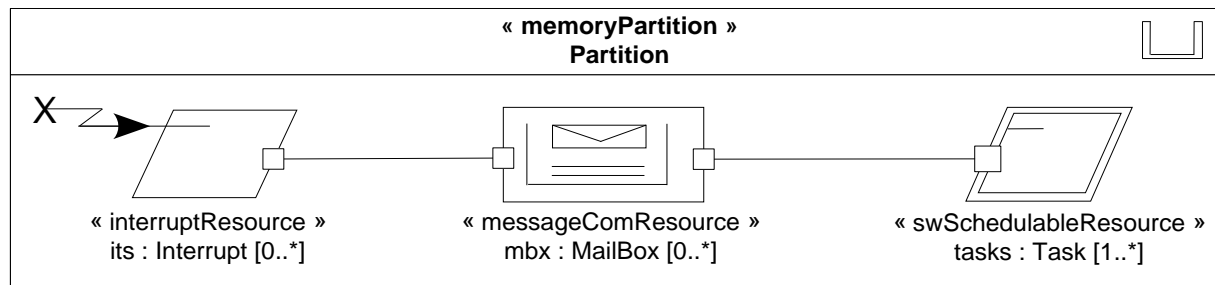 « memoryPartition »
Partition
X
« interruptResource »
its : Interrupt [0..*]
« messageComResource »
mbx : MailBox [0..*]
« swSchedulableResource »
tasks : Task [1..*]